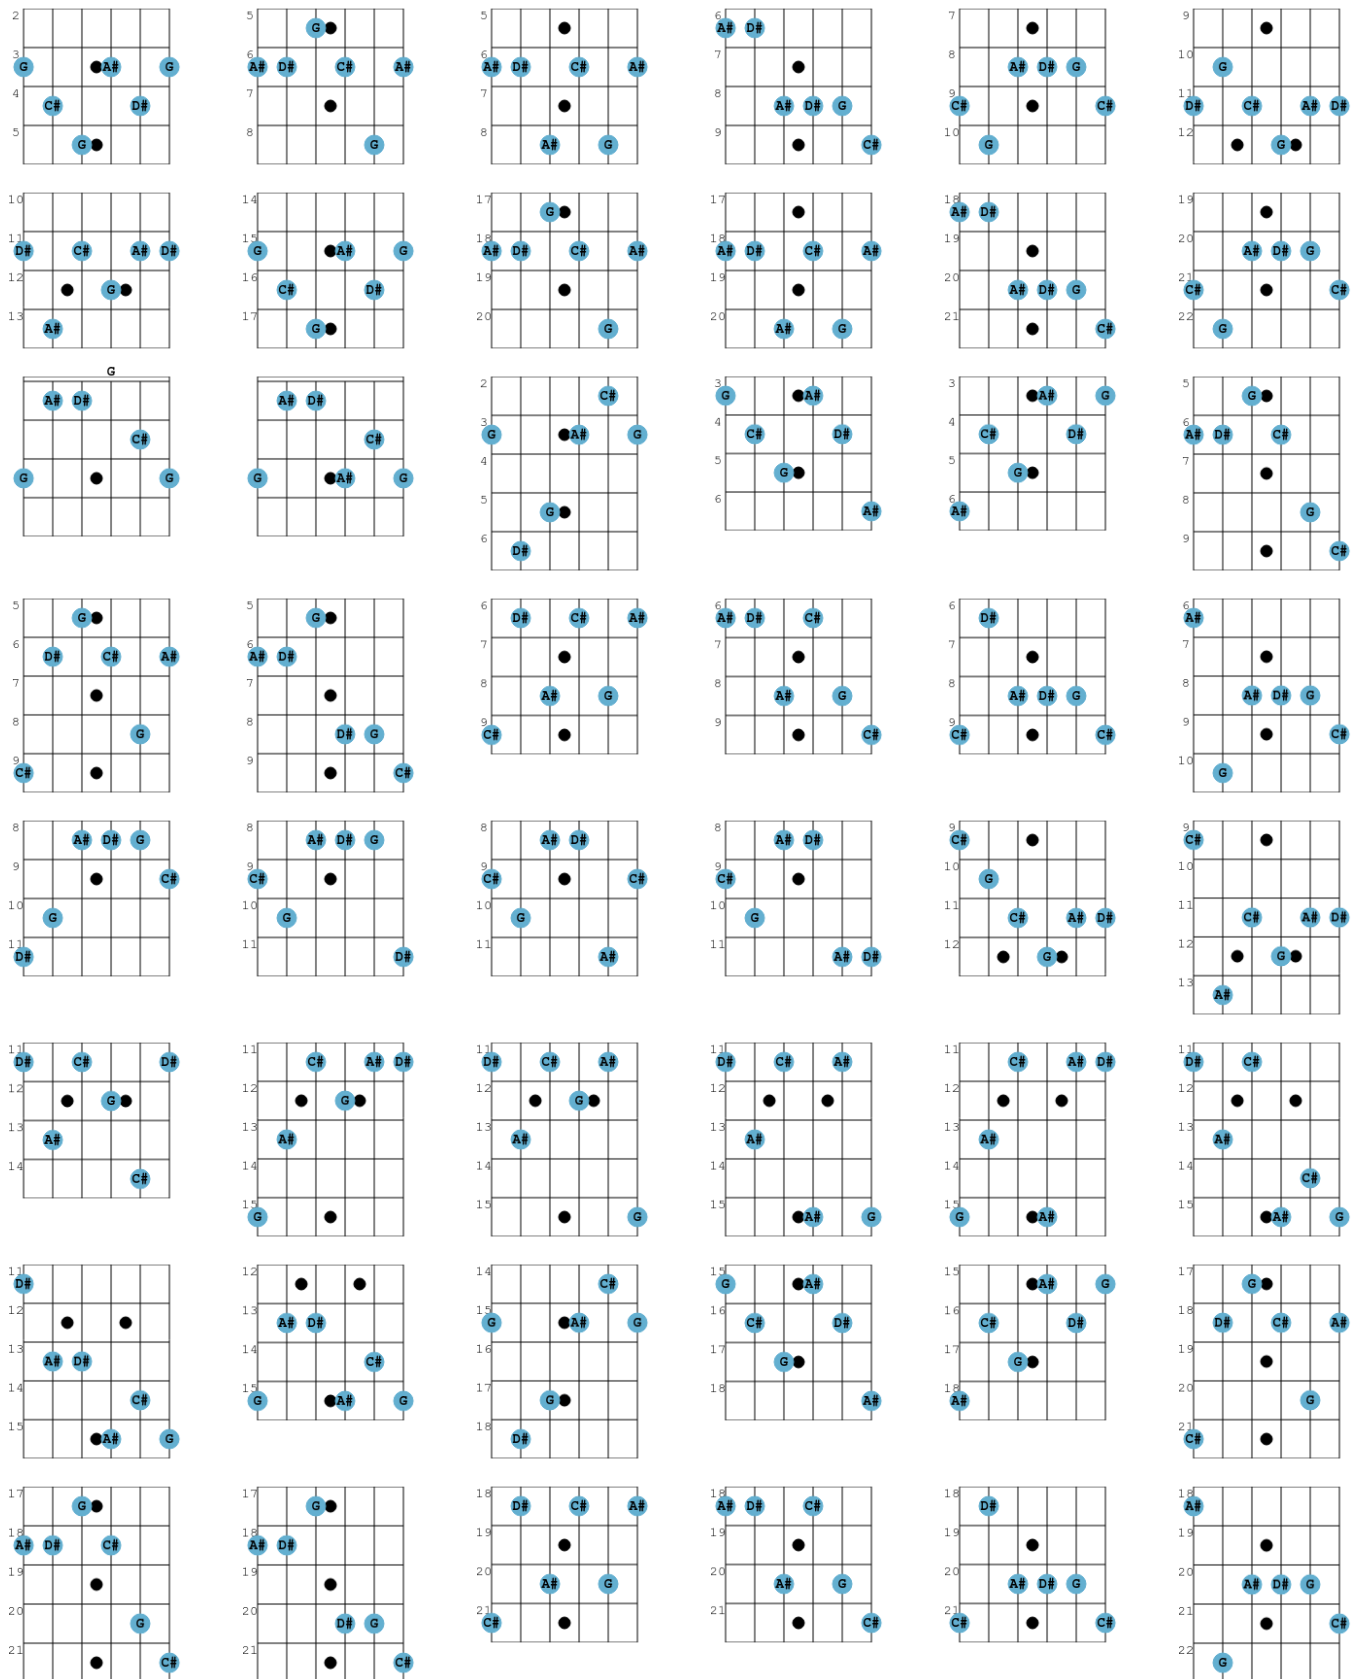 2
3 G A# G
4 C# D#
5 G
5 G
6 A# D# C# A#
7
8 G
5
6 A# D# C# A#
7
8 A# G
6 A# D#
7
8 A# D# G
9 C#
7
8 A# D# G
9 C# C#
10 G
9
10 G
11 D# C# A# D#
12 G
10
11 D# C# A# D#
12 G
13 A#
14
15 G A# G
16 C# D#
17 G
17 G
18 A# D# C# A#
19
20 G
17
18 A# D# C# A#
19
20 A# G
18 A# D#
19
20 A# D# G
21 C#
19
20 A# D# G
21 C# C#
22 G
G
A# D#
C#
G G
A# D#
C#
G A# G
2 C#
3 G A# G
4
5 G
6 D#
3 G A#
4 C# D#
5 G
6 A#
3 A# G
4 C# D#
5 G
6 A#
5 G
6 A# D# C#
7
8 G
9 C#
5 G
6 D# C# A#
7
8 G
9 C#
5 G
6 A# D#
7
8 D# G
9 C#
6 D# C# A#
7
8 A# G
9 C#
6 A# D# C#
7
8 A# G
9 C#
6 D#
7
8 A# D# G
9 C# C#
6 A#
7
8 A# D# G
9 C#
10 G
8 A# D# G
9 C#
10 G
11 D#
8 A# D# G
9 C#
10 G
11 D#
8 A# D#
9 C# C#
10 G
11 A#
8 A# D#
9 C#
10 G
11 A# D#
9 C#
10 G
11 C# A# D#
12 G
9 C#
10
11 C# A# D#
12 G
13 A#
11 D# C# D#
12 G
13 A#
14 C#
11 C# A# D#
12 G
13 A#
14
15 G
11 D# C# A#
12 G
13 A#
14
15 G
11 D# C# A#
12
13 A#
14
15 A# G
11 C# A# D#
12
13 A#
14
15 G A#
11 D# C#
12
13 A#
14 C#
15 A# G
11 D#
12
13 A# D#
14 C#
15 A# G
12
13 A# D#
14 C#
15 G A# G
14 C#
15 G A# G
16
17 G
18 D#
15 G A#
16 C# D#
17 G
18 A#
15 A# G
16 C# D#
17 G
18 A#
17 G
18 D# C# A#
19
20 G
21 C#
17 G
18 A# D# C#
19
20 G
21 C#
17 G
18 A# D#
19
20 D# G
21 C#
18 D# C# A#
19
20 A# G
21 C#
18 A# D# C#
19
20 A# G
21 C#
18 D#
19
20 A# D# G
21 C# C#
18 A#
19
20 A# D# G
21 C#
22 G